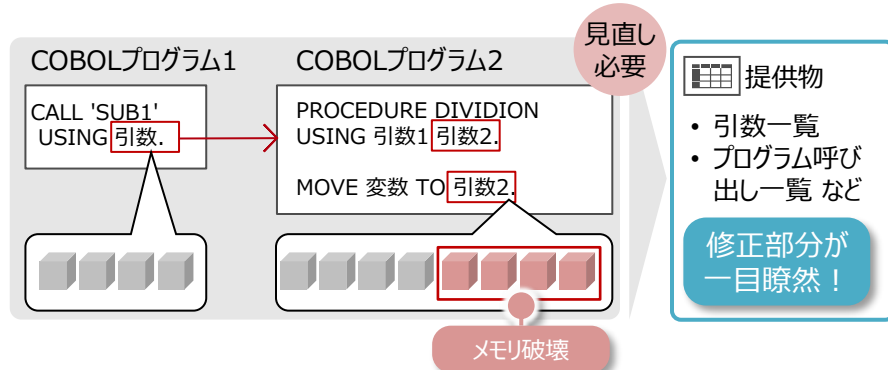 COBOLプログラム1
CALL 'SUB1'
USING 引数.
COBOLプログラム2
PROCEDURE DIVIDION
USING 引数1 引数2.
MOVE 変数 TO 引数2.
メモリ破壊
見直し
必要
提供物
• 引数一覧
• プログラム呼び
出し一覧 など
修正部分が
一目瞭然！